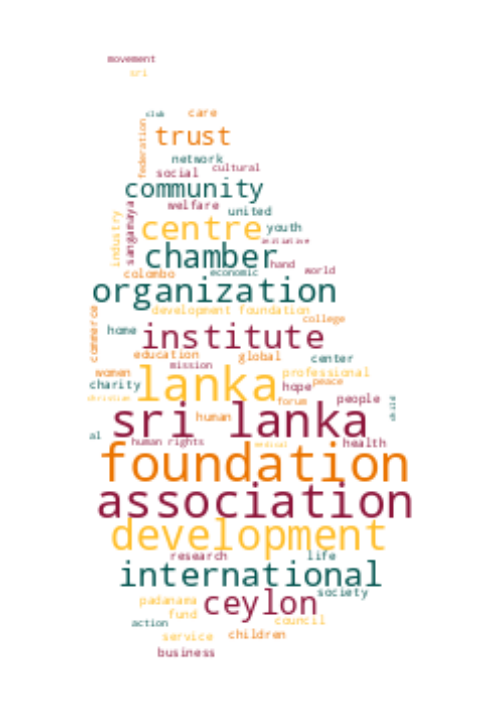 movement
sri
club care
federation
trust
network
social cultural
community
welfare united
sangamaya
industry
centre youth
initiative
chamber hand
colombo economic world
organization
development foundation
commerce
college
home institute
education global center
mission
women lanka professional
charity hope peace
christian forum people
child
sri lanka
human
al human rights medical health
foundation
association
development
research life
international
society
padanama ceylon
fund council
action
service children
business